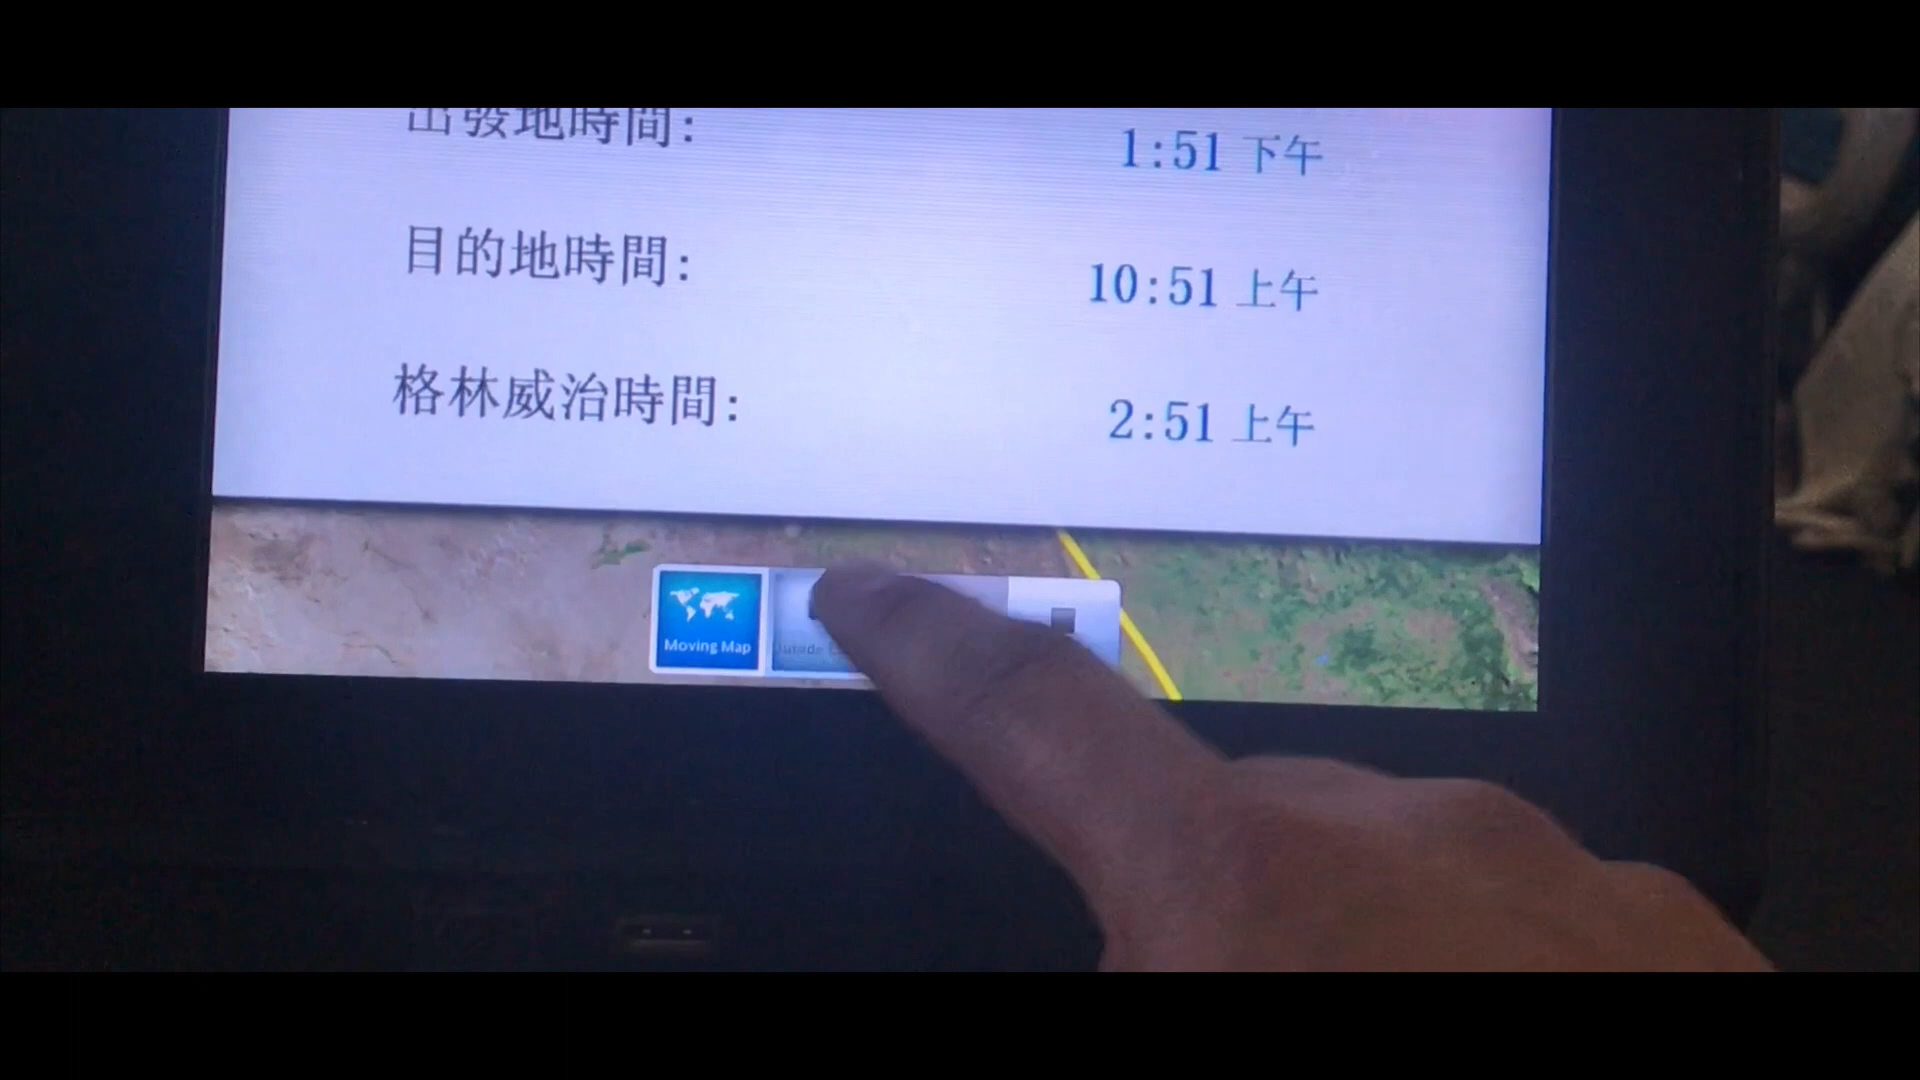 出發地時間: 1:51 下午
目的地時間: 10:51 上午
格林威治時間: 2:51 上午
Moving Map